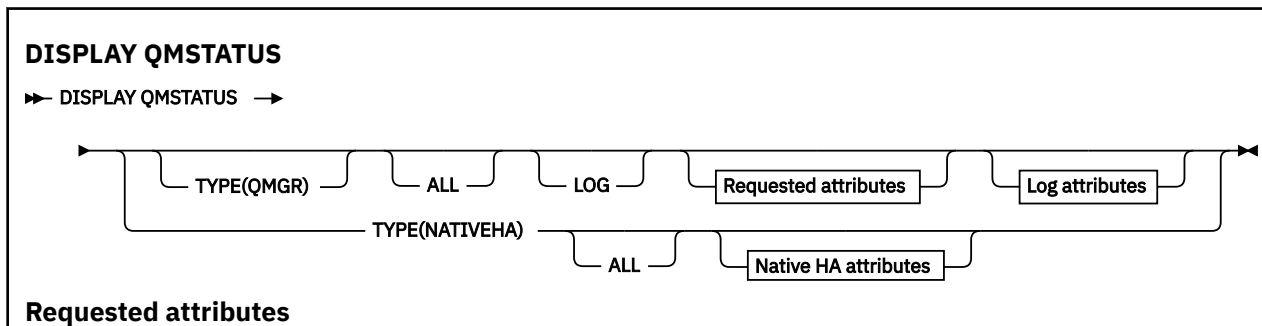 DISPLAY QMSTATUS
DISPLAY QMSTATUS
TYPE(QMGR) ALL LOG Requested attributes Log attributes
TYPE(NATIVEHA)
ALL Native HA attributes
Requested attributes